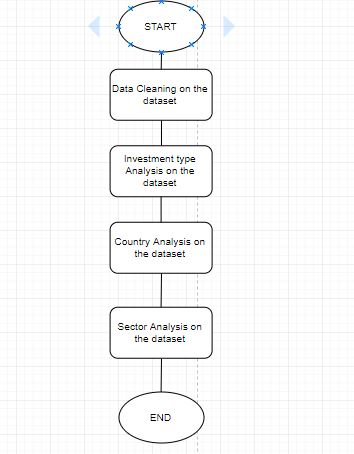 START
Data Cleaning on the
dataset
Investment type
Analysis on the
dataset
Country Analysis on
the dataset
Sector Analysis on
the dataset
END